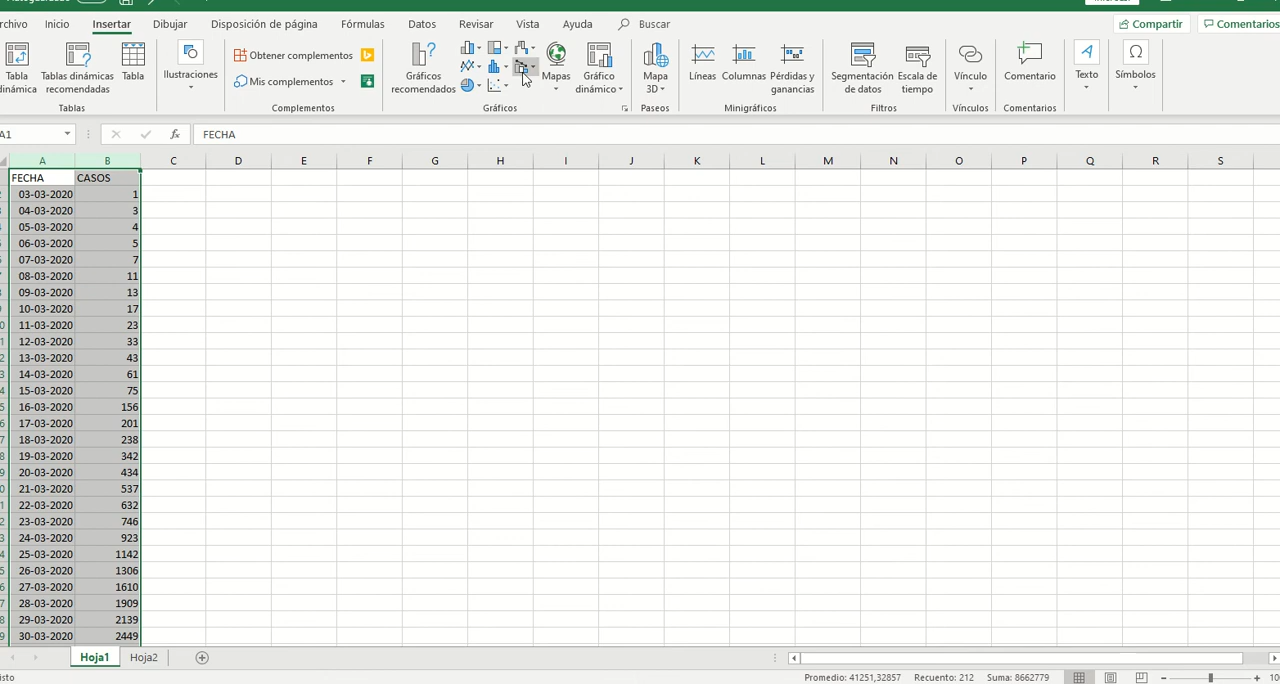 rchivo Inicio Insertar Dibujar Disposición de página Fórmulas Datos Revisar Vista Ayuda Buscar Compartir Comentarios
Tabla dinámica
Tablas dinámicas recomendadas
Tabla
Tablas
Ilustraciones
Obtener complementos
Mis complementos
Complementos
Gráficos recomendados
Mapas
Gráfico dinámico
Gráficos
Mapa 3D
Paseos
Líneas
Columnas
Pérdidas y ganancias
Minigráficos
Segmentación de datos
Escala de tiempo
Filtros
Vínculo
Vínculos
Comentario
Comentarios
Texto
Símbolos
A1 fx FECHA
A B C D E F G H I J K L M N O P Q R S
FECHA CASOS
03-03-2020 1
04-03-2020 3
05-03-2020 4
06-03-2020 5
07-03-2020 7
08-03-2020 11
09-03-2020 13
10-03-2020 17
11-03-2020 23
12-03-2020 33
13-03-2020 43
14-03-2020 61
15-03-2020 75
16-03-2020 156
17-03-2020 201
18-03-2020 238
19-03-2020 342
20-03-2020 434
21-03-2020 537
22-03-2020 632
23-03-2020 746
24-03-2020 923
25-03-2020 1142
26-03-2020 1306
27-03-2020 1610
28-03-2020 1909
29-03-2020 2139
30-03-2020 2449
Hoja1 Hoja2
isto Promedio: 41251,32857 Recuento: 212 Suma: 8662779 10